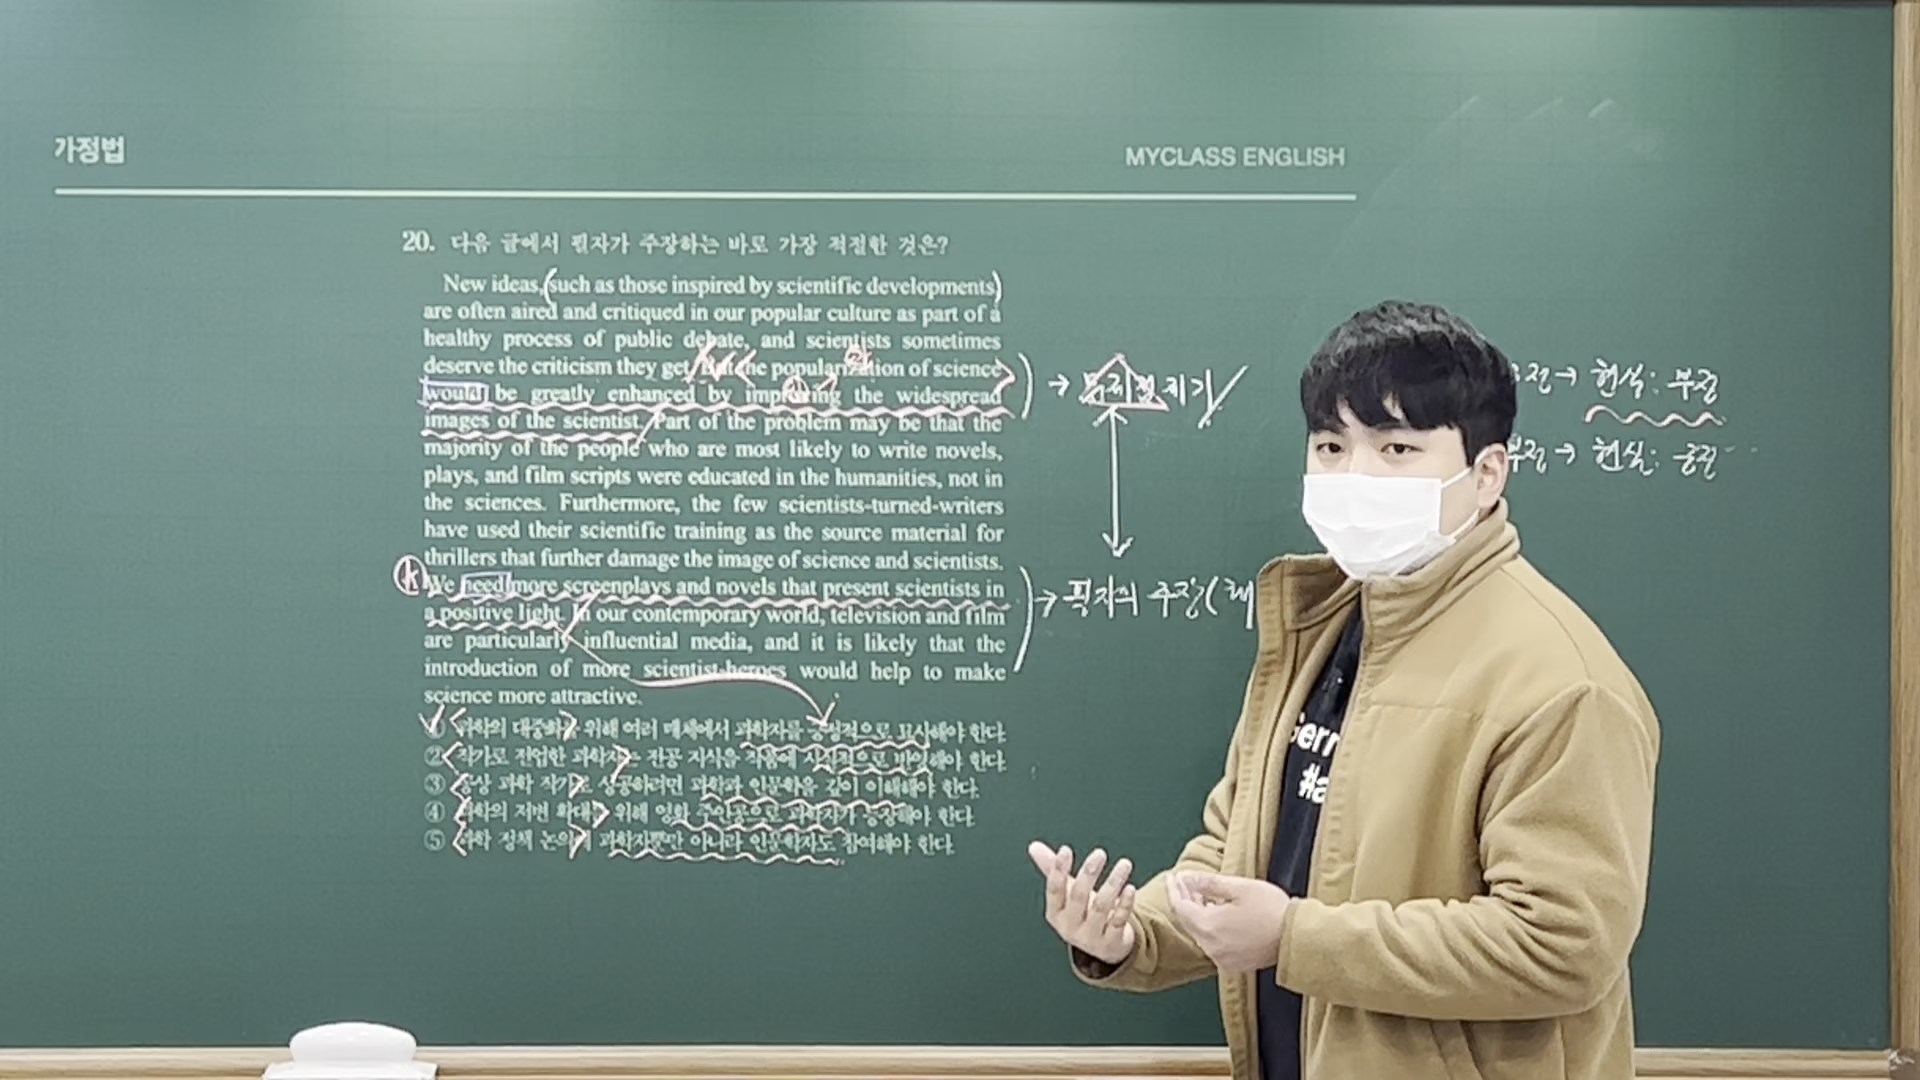 가정법
MYCLASS ENGLISH
20. 다음 글에서 필자가 주장하는 바로 가장 적절한 것은?
New ideas, (such as those inspired by scientific developments)
are often aired and critiqued in our popular culture as part of a
healthy process of public debate, and scientists sometimes
deserve the criticism they get. But the popularization of science
would be greatly enhanced by improving the widespread
images of the scientist. Part of the problem may be that the
majority of the people who are most likely to write novels,
plays, and film scripts were educated in the humanities, not in
the sciences. Furthermore, the few scientists-turned-writers
have used their scientific training as the source material for
thrillers that further damage the image of science and scientists.
We need more screenplays and novels that present scientists in
a positive light. In our contemporary world, television and film
are particularly influential media, and it is likely that the
introduction of more scientist-heroes would help to make
science more attractive.
① 과학의 대중화를 위해 여러 매체에서 과학자를 긍정적으로 묘사해야 한다.
② 작가로 전업한 과학자는 전공 지식을 작품에 사실적으로 반영해야 한다.
③ 공상 과학 작가로 성공하려면 과학과 인문학을 깊이 이해해야 한다.
④ 과학의 저변 확대를 위해 영화 주인공으로 과학자가 등장해야 한다.
⑤ 과학 정책 논의에 과학자뿐만 아니라 인문학자도 참여해야 한다.
K
→ 문제점 제기
→ 필자의 주장(해
→ 현실: 부정
부정 → 현실: 긍정